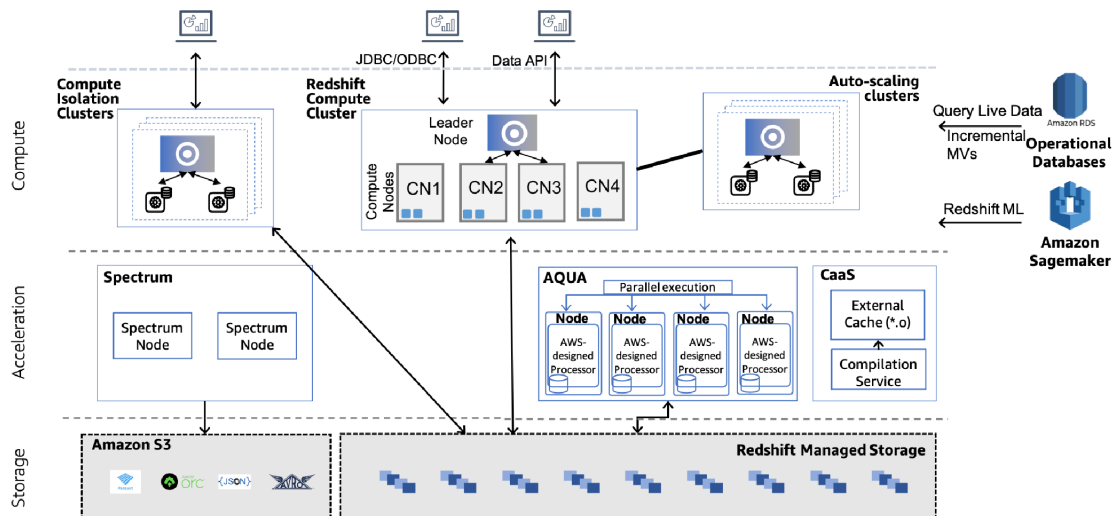 JDBC/ODBC
Data API
Compute
Isolation
Clusters
Redshift
Compute
Cluster
Auto-scaling
clusters
Leader
Node
Compute
Nodes
CN1
CN2
CN3
CN4
Query Live Data
Incremental
MVs
Amazon RDS
Operational
Databases
Redshift ML
Amazon
Sagemaker
Compute
Spectrum
Spectrum
Node
Spectrum
Node
AQUA
Parallel execution
Node
Node
Node
Node
AWS-
designed
Processor
AWS-
designed
Processor
AWS-
designed
Processor
AWS-
designed
Processor
CaaS
External
Cache (*.o)
Compilation
Service
Acceleration
Amazon S3
Parquet
orc
{JSON}
AVRO
Redshift Managed Storage
Storage